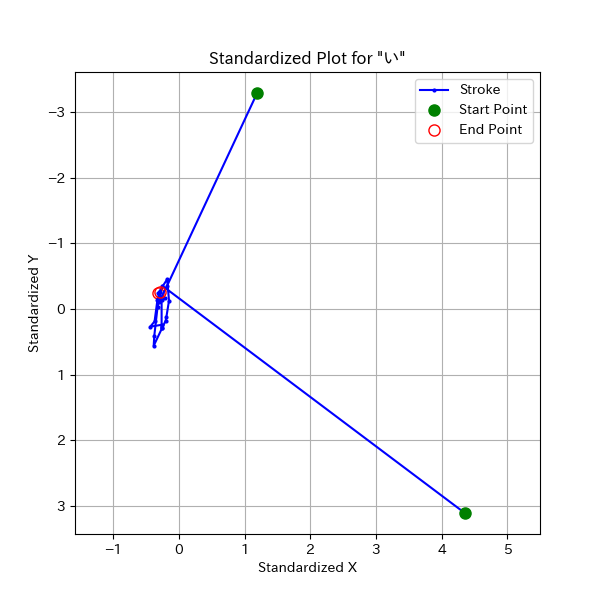 Standardized Plot for "い"
Stroke
Start Point
End Point
Standardized Y
−3
−2
−1
0
1
2
3
−1 0 1 2 3 4 5
Standardized X